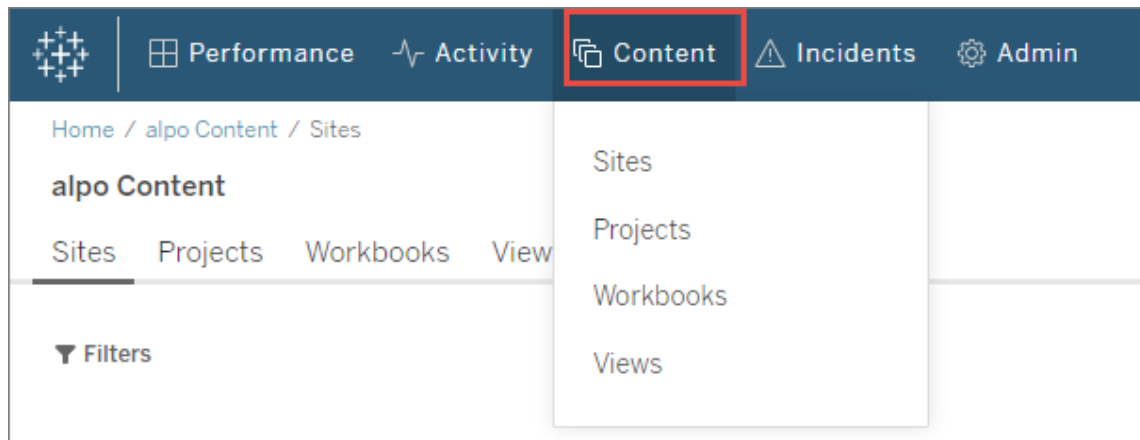 Performance Activity Content Incidents Admin
Home / alpo Content / Sites
alpo Content
Sites Projects Workbooks View
Filters
Sites
Projects
Workbooks
Views